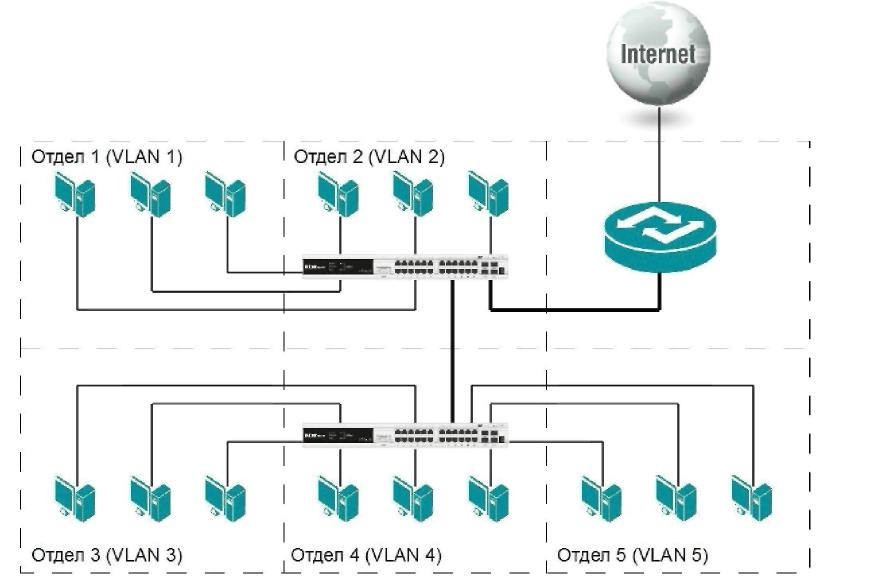 Internet
Отдел 1 (VLAN 1)
Отдел 2 (VLAN 2)
Отдел 3 (VLAN 3)
Отдел 4 (VLAN 4)
Отдел 5 (VLAN 5)